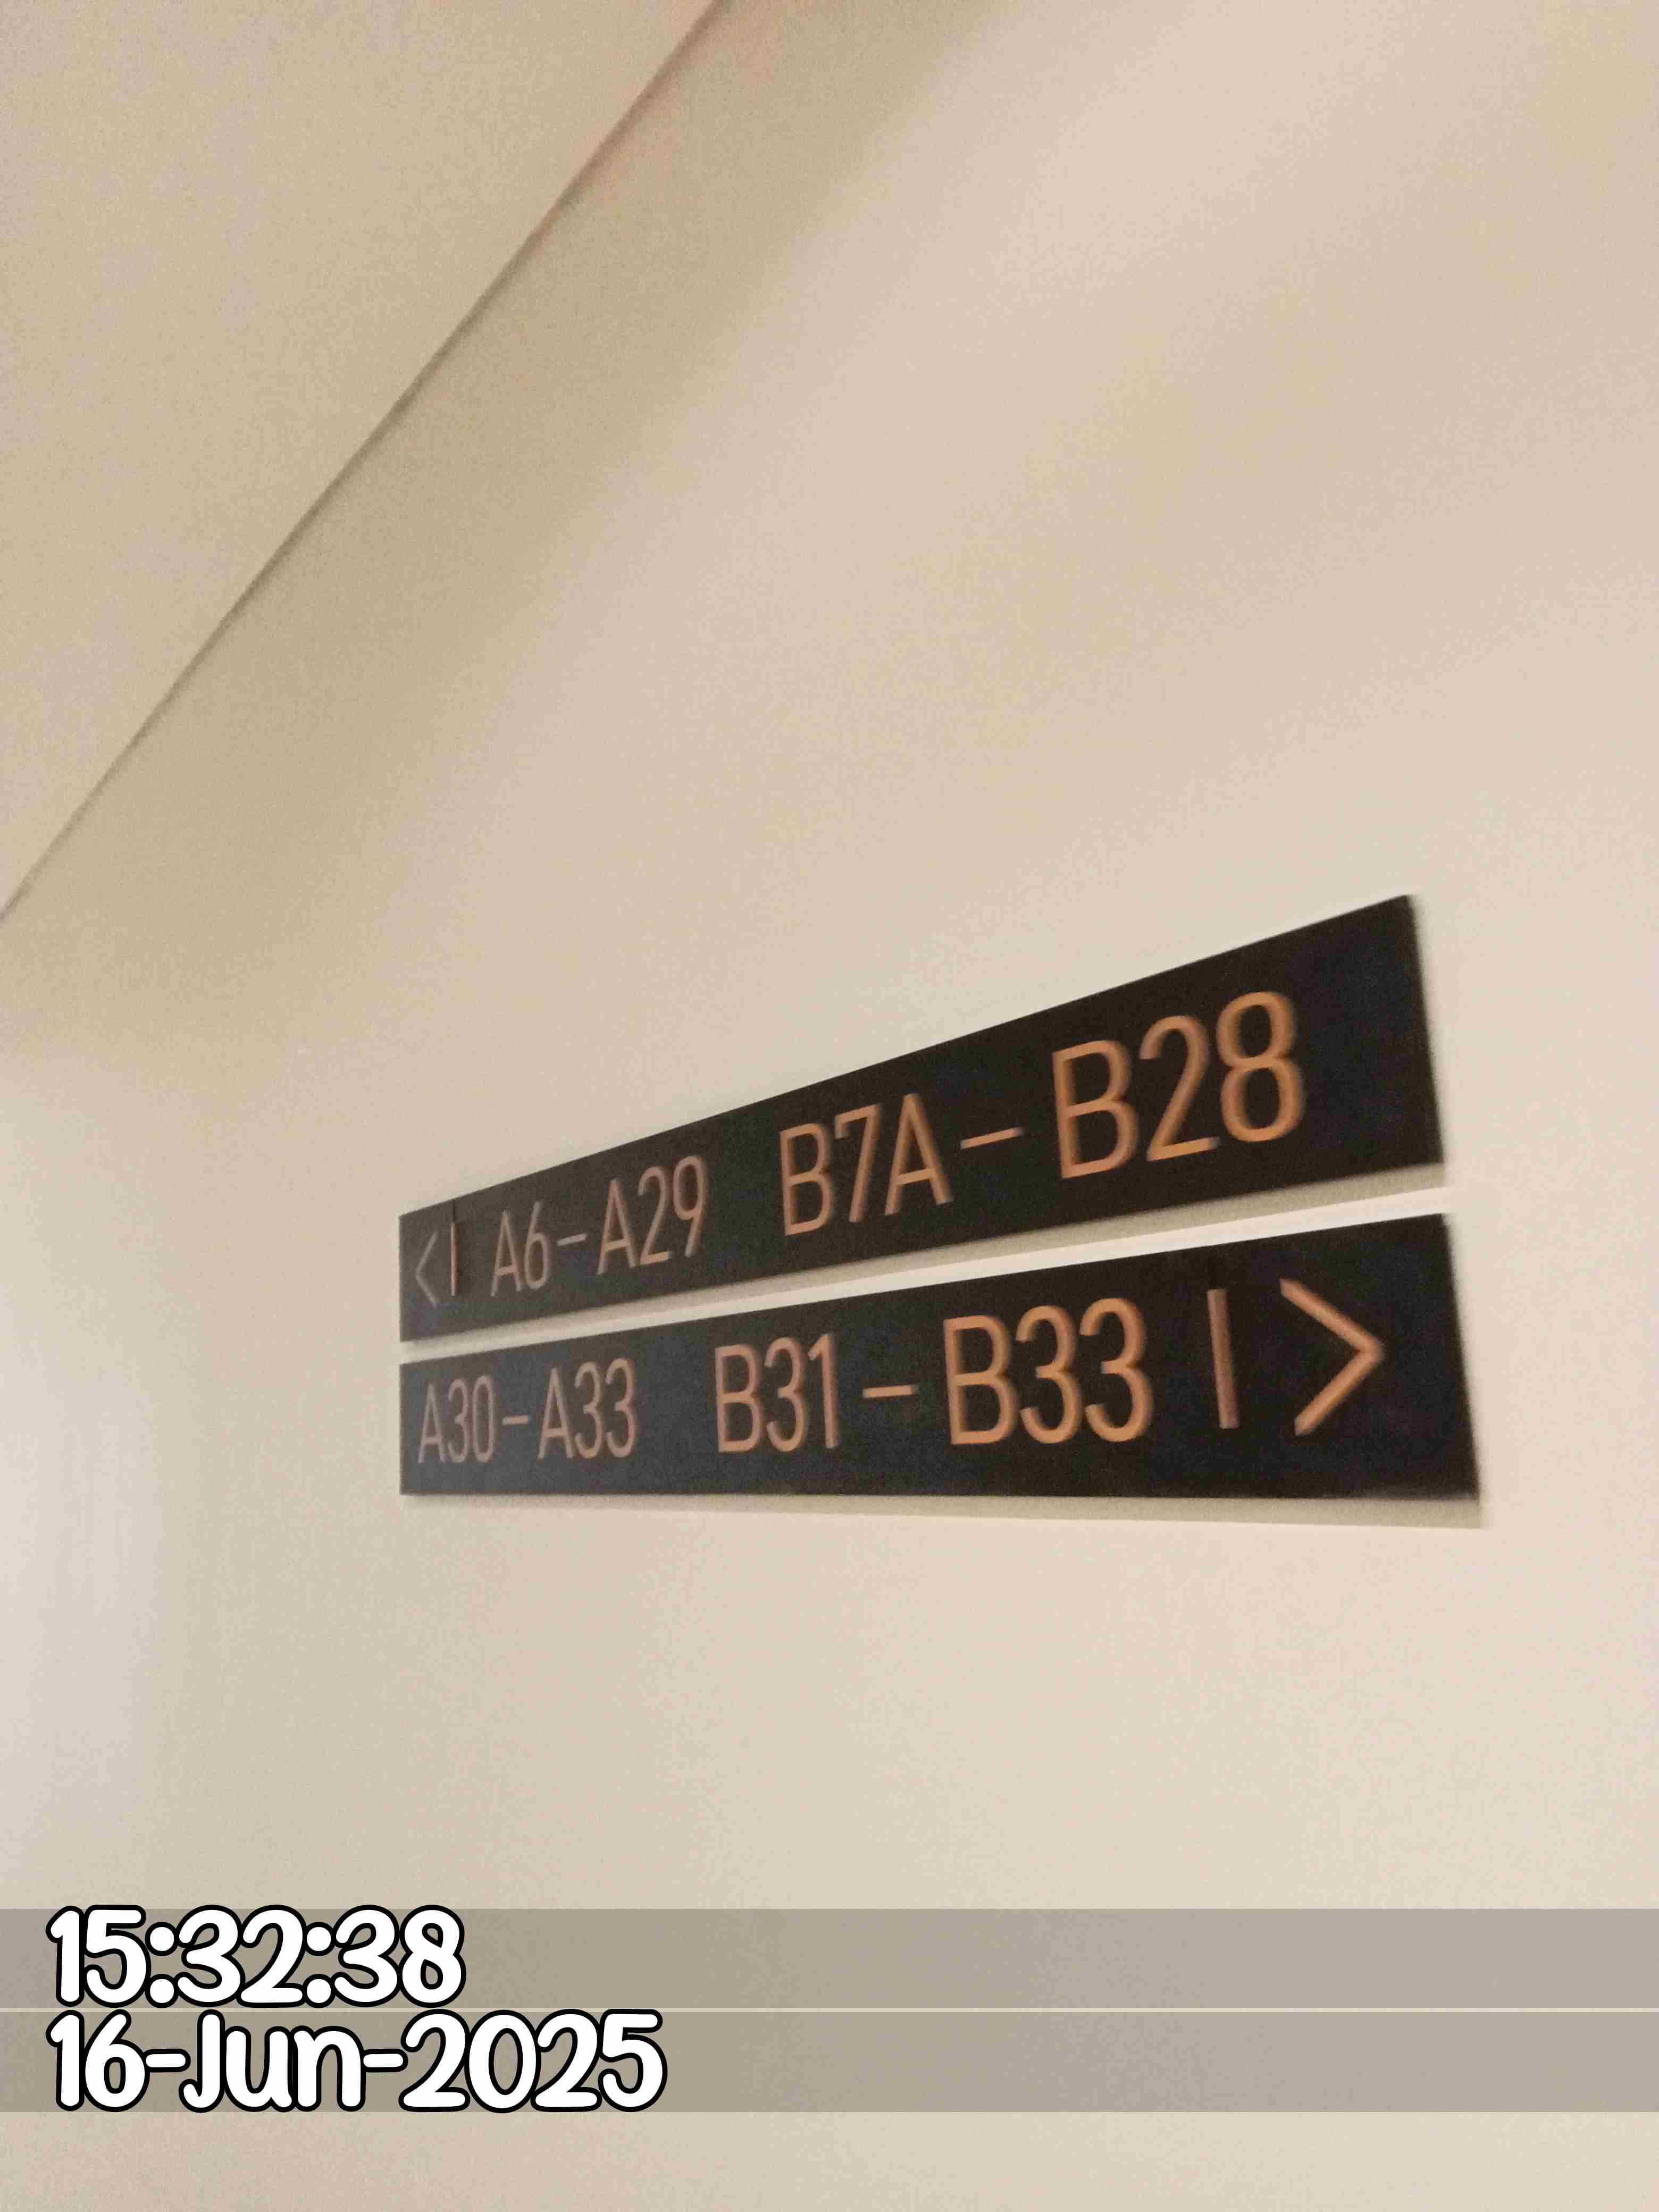 <| A6-A29 B7A-B28
A30-A33 B31-B33 |>
15:32:38
16-Jun-2025